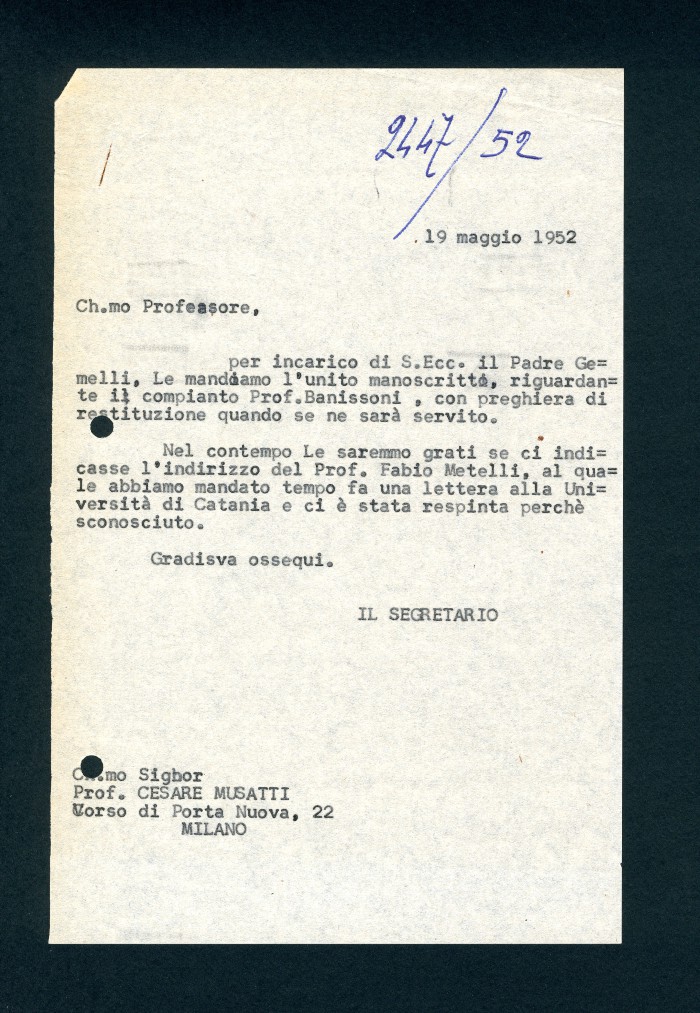 2447/52
19 maggio 1952
Ch.mo Professore,
per incarico di S.Ecc. il Padre Ge=
melli, Le mandiamo l'unito manoscritto, riguardan=
te il compianto Prof.Banissoni , con preghiera di
restituzione quando se ne sarà servito.
Nel contempo Le saremmo grati se ci indi=
casse l'indirizzo del Prof. Fabio Metelli, al qua=
le abbiamo mandato tempo fa una lettera alla Uni=
versità di Catania e ci è stata respinta perchè
sconosciuto.
Gradisva ossequi.
IL SEGRETARIO
Ch.mo Sighor
Prof. CESARE MUSATTI
Corso di Porta Nuova, 22
MILANO